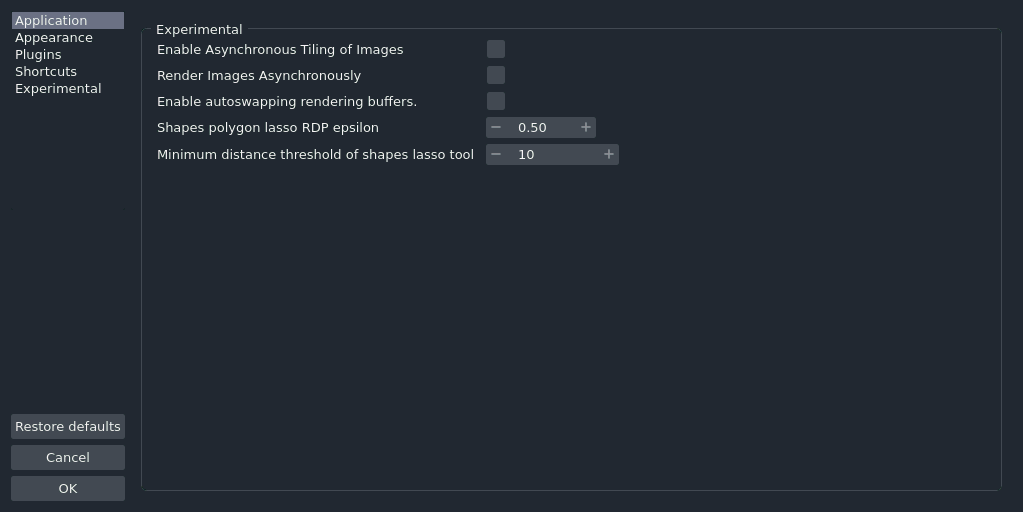 Application
Appearance
Plugins
Shortcuts
Experimental
Experimental
Enable Asynchronous Tiling of Images
Render Images Asynchronously
Enable autoswapping rendering buffers.
Shapes polygon lasso RDP epsilon
− 0.50 +
Minimum distance threshold of shapes lasso tool
− 10 +
Restore defaults
Cancel
OK